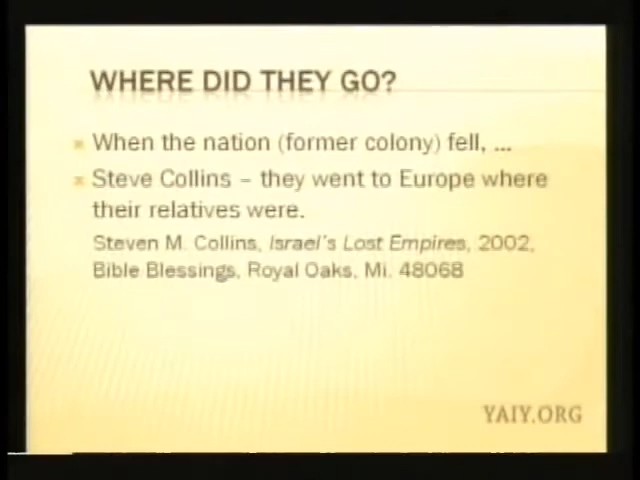 WHERE DID THEY GO?
When the nation (former colony) fell, ...
Steve Collins – they went to Europe where
their relatives were.
Steven M. Collins, Israel's Lost Empires, 2002,
Bible Blessings, Royal Oaks, Mi. 48068
YAIY.ORG